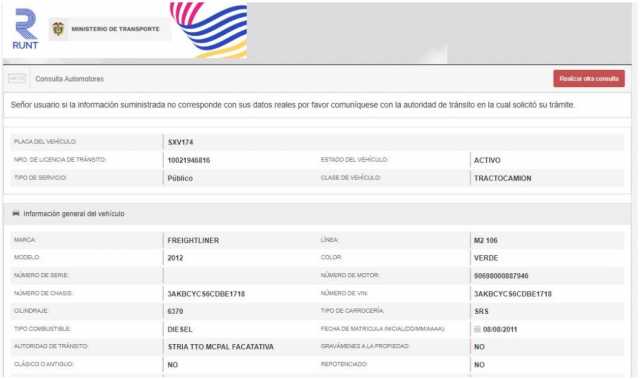 RUNT
MINISTERIO DE TRANSPORTE
Consulta Automotores
Realizar otra consulta
Señor usuario si la información suministrada no corresponde con sus datos reales por favor comuníquese con la autoridad de tránsito en la cual solicitó su trámite.
PLACA DEL VEHÍCULO: SXV174
NRO. DE LICENCIA DE TRÁNSITO: 10021946816 ESTADO DEL VEHÍCULO: ACTIVO
TIPO DE SERVICIO: Público CLASE DE VEHÍCULO: TRACTOCAMION
Información general del vehículo
MARCA: FREIGHTLINER LÍNEA: M2 106
MODELO: 2012 COLOR: VERDE
NÚMERO DE SERIE: NÚMERO DE MOTOR: 90698000887946
NÚMERO DE CHASIS: 3AKBCYCS6CDBE1718 NÚMERO DE VIN: 3AKBCYCS6CDBE1718
CILINDRAJE: 6370 TIPO DE CARROCERÍA: SRS
TIPO COMBUSTIBLE: DIESEL FECHA DE MATRICULA INICIAL(DD/MM/AAAA): 08/08/2011
AUTORIDAD DE TRÁNSITO: STRIA TTO MCPAL FACATATIVA GRAVÁMENES A LA PROPIEDAD: NO
CLÁSICO O ANTIGUO: NO REPOTENCIADO: NO